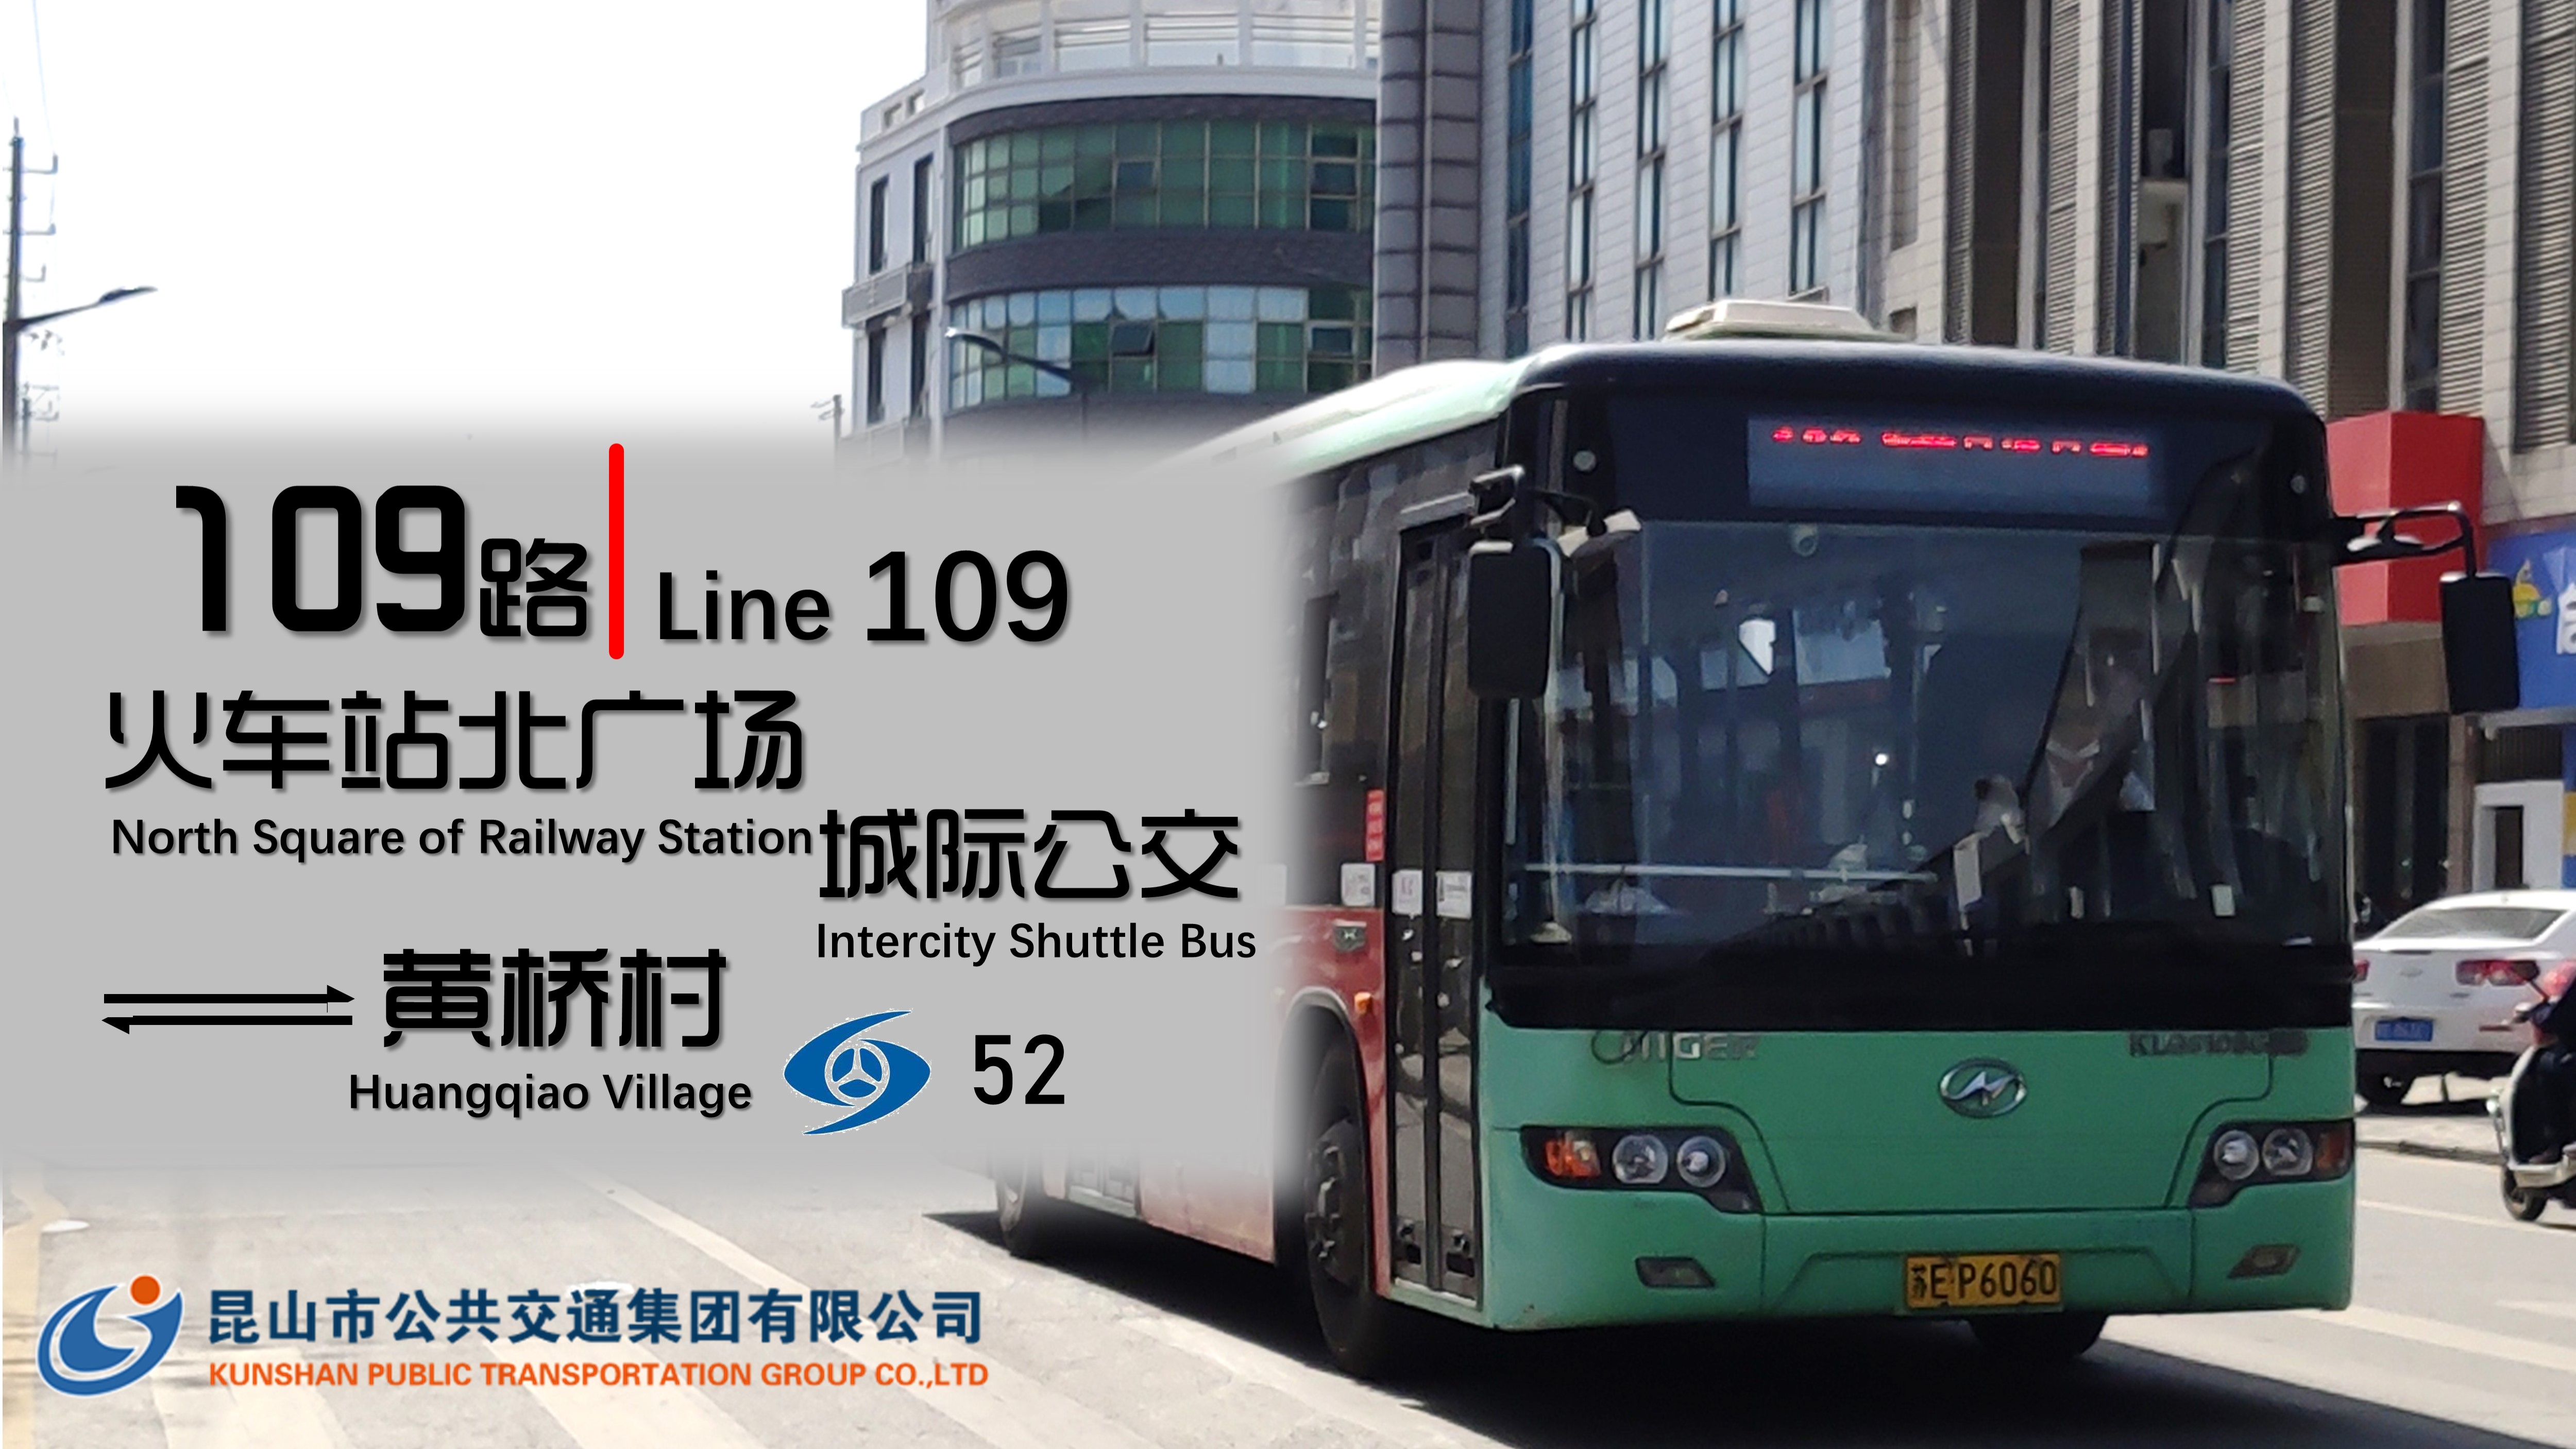 109路
Line 109
火车站北广场
North Square of Railway Station
城际公交
Intercity Shuttle Bus
黄桥村
Huangqiao Village
52
HIGER
苏E·P6060
昆山市公共交通集团有限公司
KUNSHAN PUBLIC TRANSPORTATION GROUP CO.,LTD